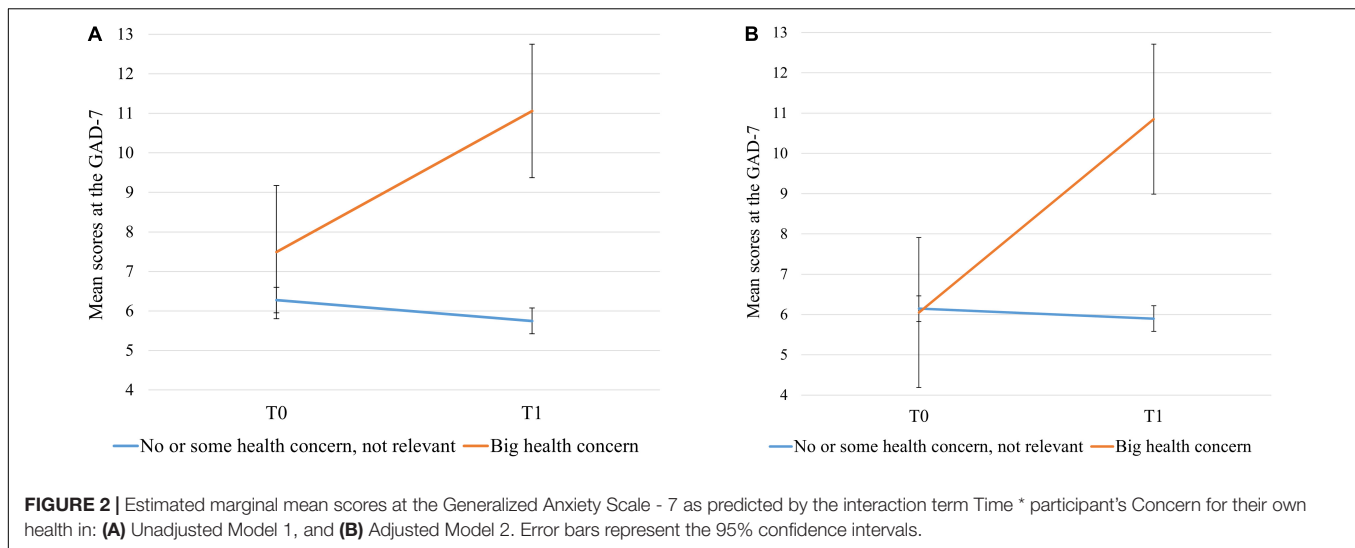 A
13
12
11
10
9
8
7
6
5
4
Mean scores at the GAD-7
T0
T1
No or some health concern, not relevant
Big health concern
B
13
12
11
10
9
8
7
6
5
4
Mean scores at the GAD-7
T0
T1
No or some health concern, not relevant
Big health concern
FIGURE 2 | Estimated marginal mean scores at the Generalized Anxiety Scale - 7 as predicted by the interaction term Time * participant's Concern for their own
health in: (A) Unadjusted Model 1, and (B) Adjusted Model 2. Error bars represent the 95% confidence intervals.